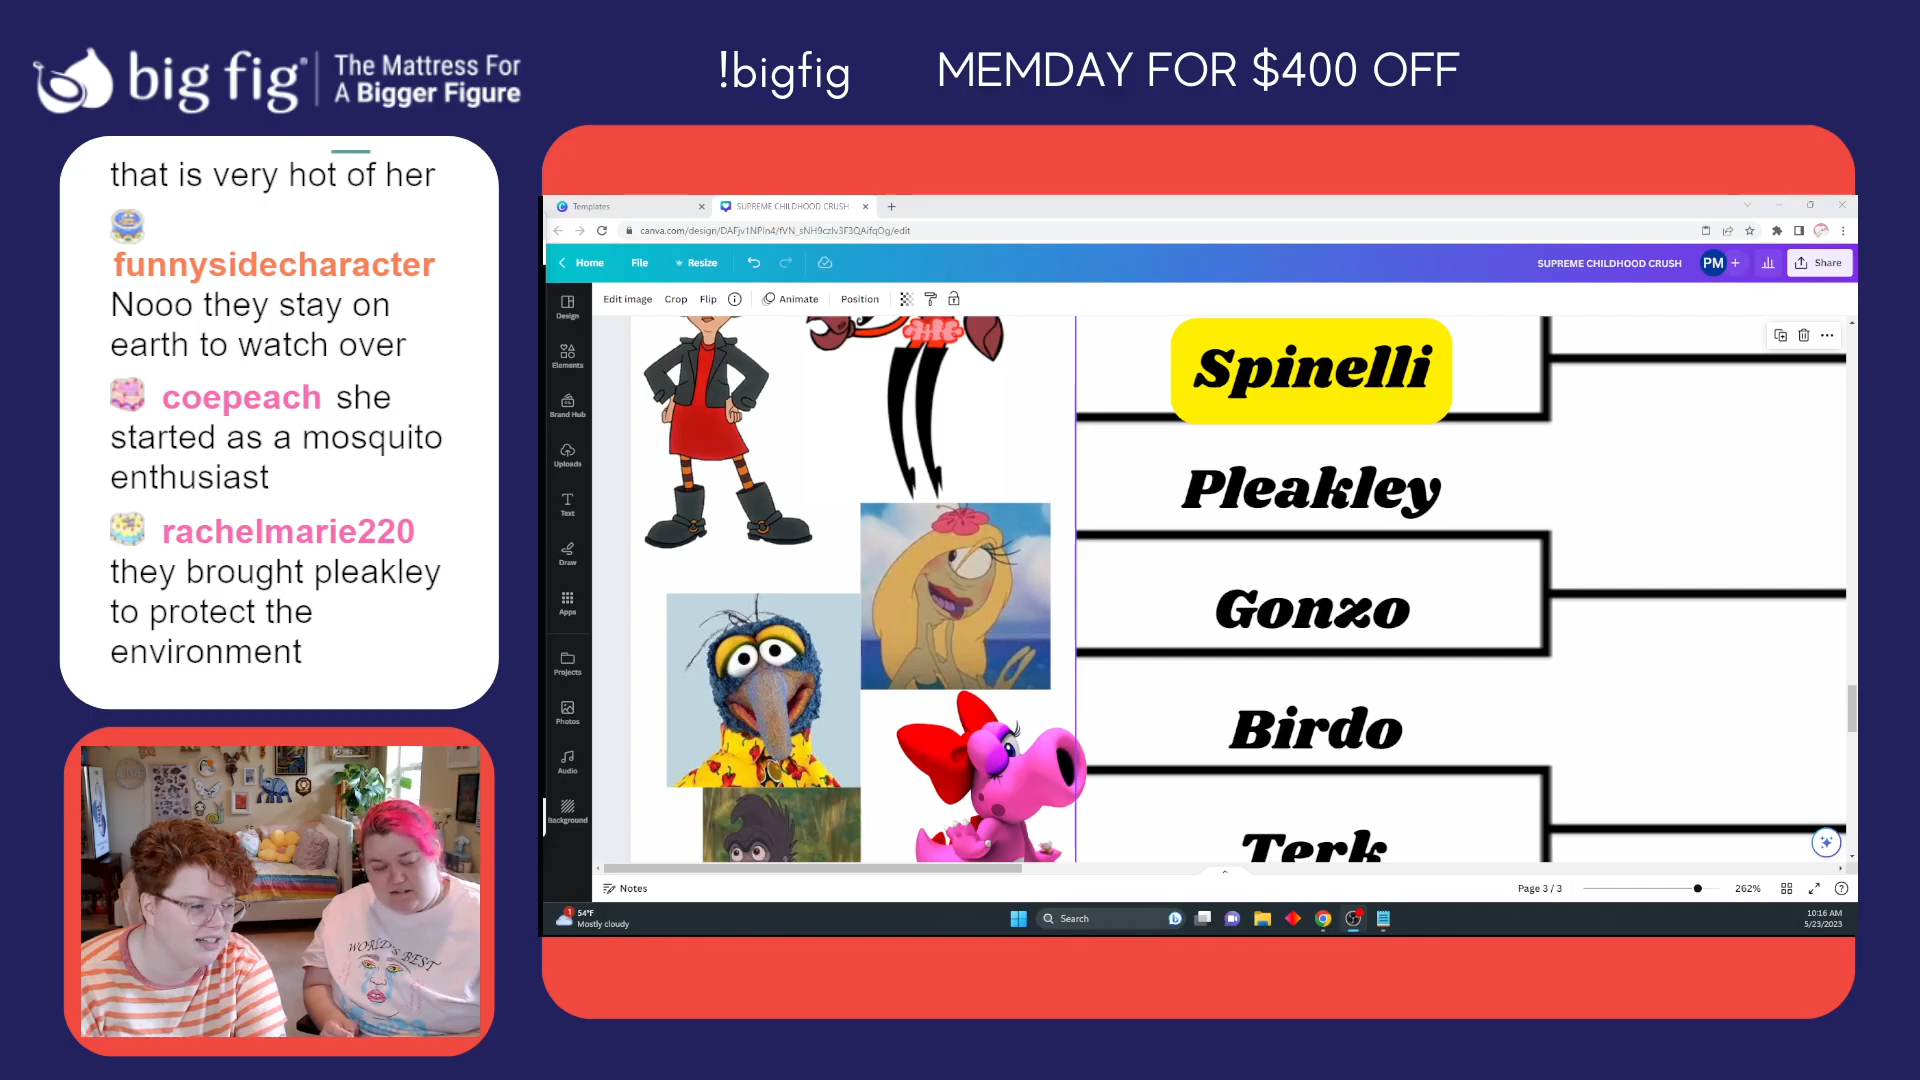 big fig
The Mattress For
A Bigger Figure
!bigfig
MEMDAY FOR $400 OFF
that is very hot of her
funnysidecharacter
Nooo they stay on
earth to watch over
coepeach she
started as a mosquito
enthusiast
rachelmarie220
they brought pleakley
to protect the
environment
WORLD'S BEST
Templates
SUPREME CHILDHOOD CRUSH
canva.com/design/DAFjv1NPIn4/fVN_sNH9czIv3F3QAifqOg/edit
Home
File
Resize
SUPREME CHILDHOOD CRUSH
PM
Share
Edit image
Crop
Flip
Animate
Position
Design
Elements
Brand Hub
Uploads
Text
Draw
Apps
Projects
Photos
Audio
Background
Spinelli
Pleakley
Gonzo
Birdo
Terk
Notes
Page 3 / 3
262%
1
54°F
Mostly cloudy
Search
10:16 AM
5/23/2023